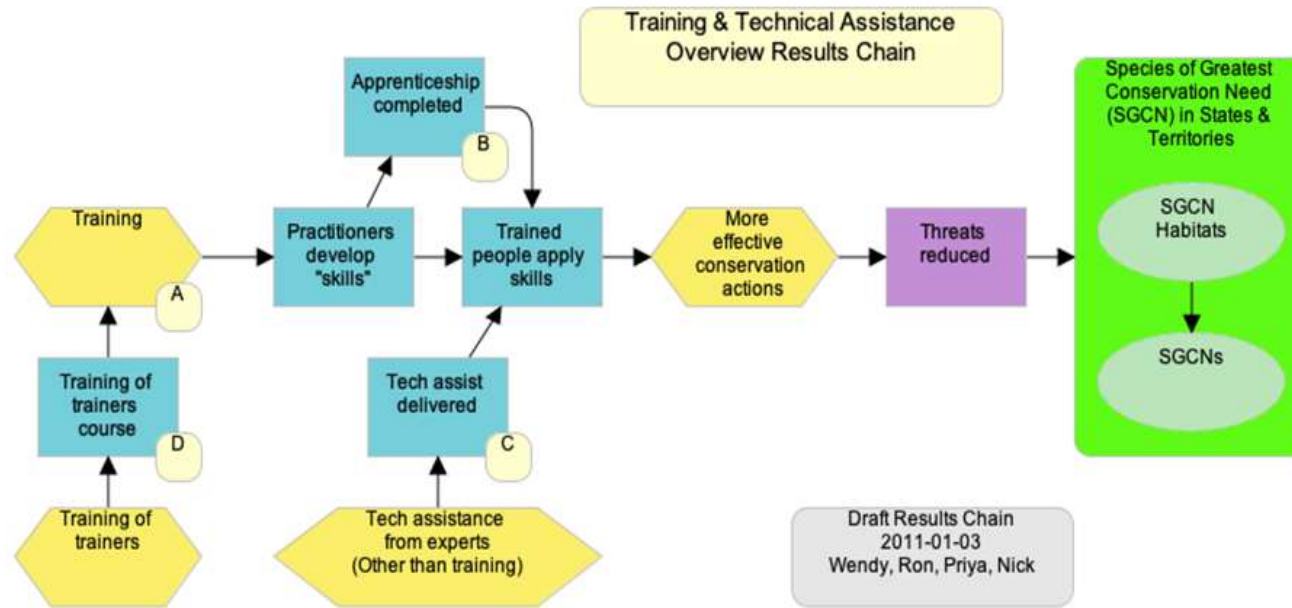 Training & Technical Assistance
Overview Results Chain
Species of Greatest
Conservation Need
(SGCN) in States &
Territories
Apprenticeship
completed
B
Training
A
Practitioners
develop
"skills"
Trained
people apply
skills
More
effective
conservation
actions
Threats
reduced
SGCN
Habitats
SGCNs
Training of
trainers
course
D
Tech assist
delivered
C
Training of
trainers
Tech assistance
from experts
(Other than training)
Draft Results Chain
2011-01-03
Wendy, Ron, Priya, Nick